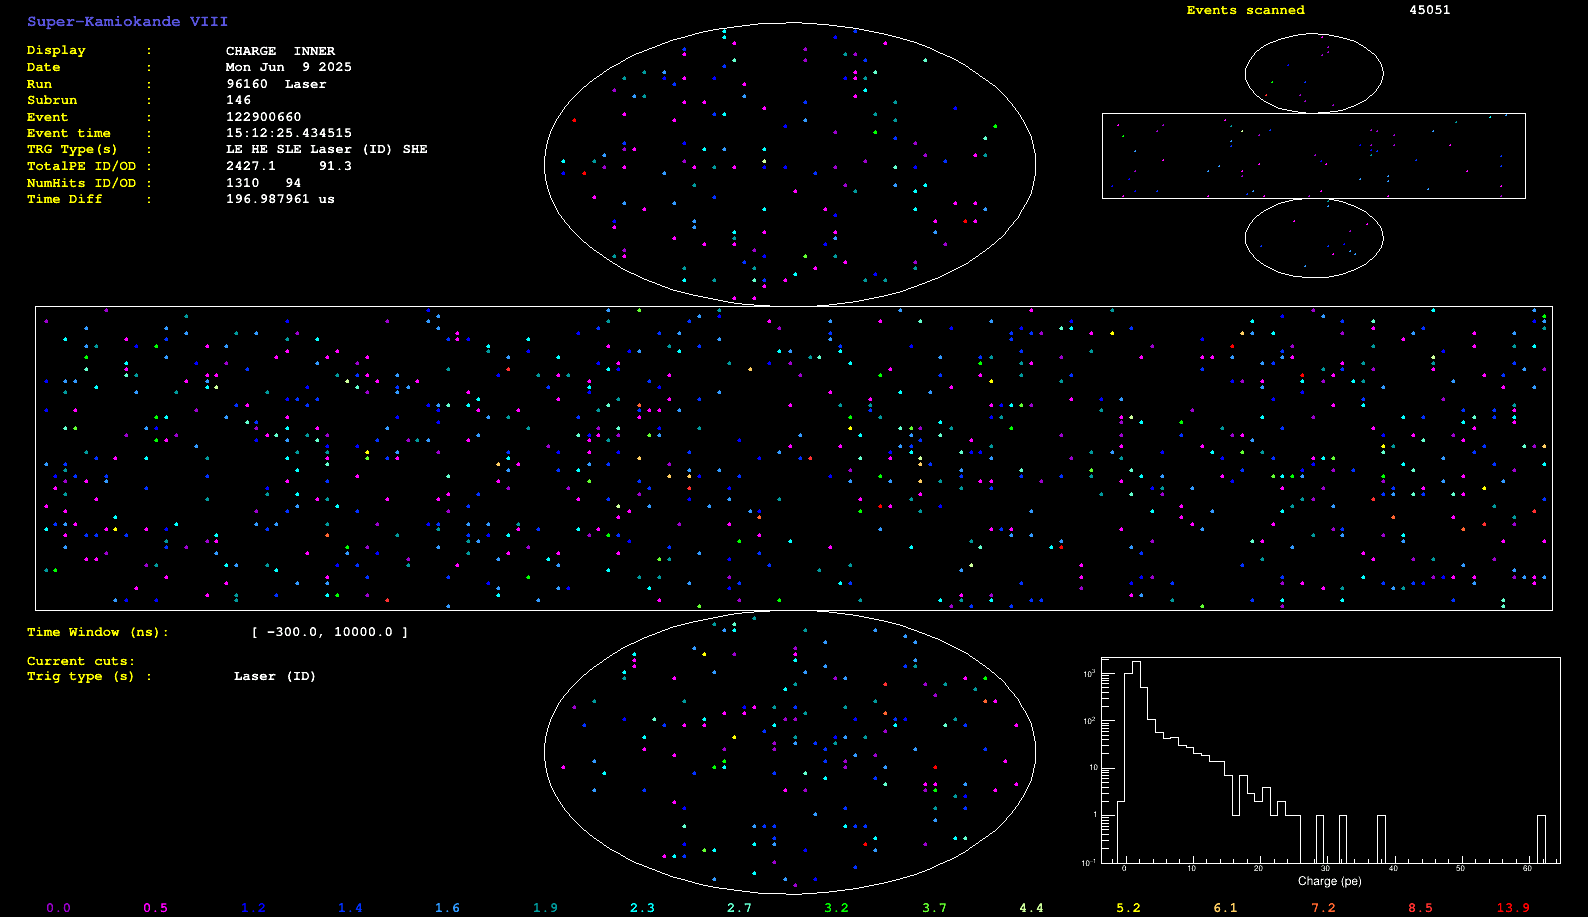 Super-Kamiokande VIII
Events scanned 45051
Display : CHARGE INNER
Date : Mon Jun 9 2025
Run : 96160 Laser
Subrun : 146
Event : 122900660
Event time : 15:12:25.434515
TRG Type(s) : LE HE SLE Laser (ID) SHE
TotalPE ID/OD : 2427.1 91.3
NumHits ID/OD : 1310 94
Time Diff : 196.987961 us
Time Window (ns): [ -300.0, 10000.0 ]
Current cuts:
Trig type (s) : Laser (ID)
10³
10²
10
1
10⁻¹
0 10 20 30 40 50 60
Charge (pe)
0.0 0.5 1.2 1.4 1.6 1.9 2.3 2.7 3.2 3.7 4.4 5.2 6.1 7.2 8.5 13.9